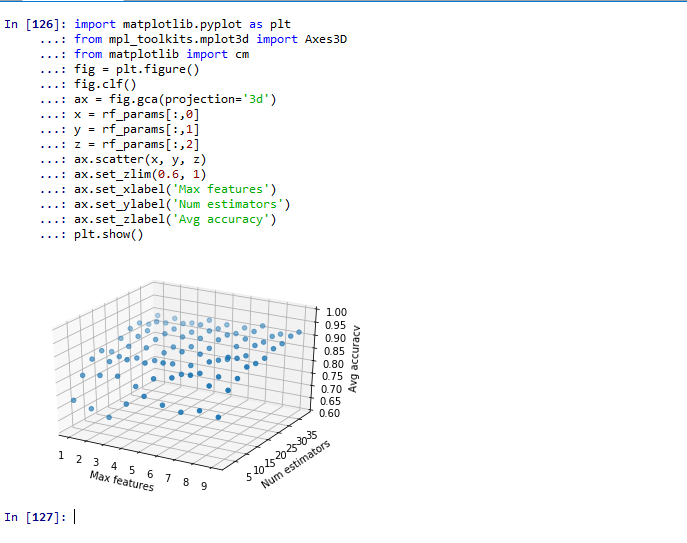 In [126]: import matplotlib.pyplot as plt
...: from mpl_toolkits.mplot3d import Axes3D
...: from matplotlib import cm
...: fig = plt.figure()
...: fig.clf()
...: ax = fig.gca(projection='3d')
...: x = rf_params[:,0]
...: y = rf_params[:,1]
...: z = rf_params[:,2]
...: ax.scatter(x, y, z)
...: ax.set_zlim(0.6, 1)
...: ax.set_xlabel('Max features')
...: ax.set_ylabel('Num estimators')
...: ax.set_zlabel('Avg accuracy')
...: plt.show()
1.00
0.95
0.90
0.85
0.80
0.75
0.70
0.65
0.60
Avg accuracy
1 2 3 4 5 6 7 8 9
Max features
5 10 15 20 25 30 35
Num estimators
In [127]: